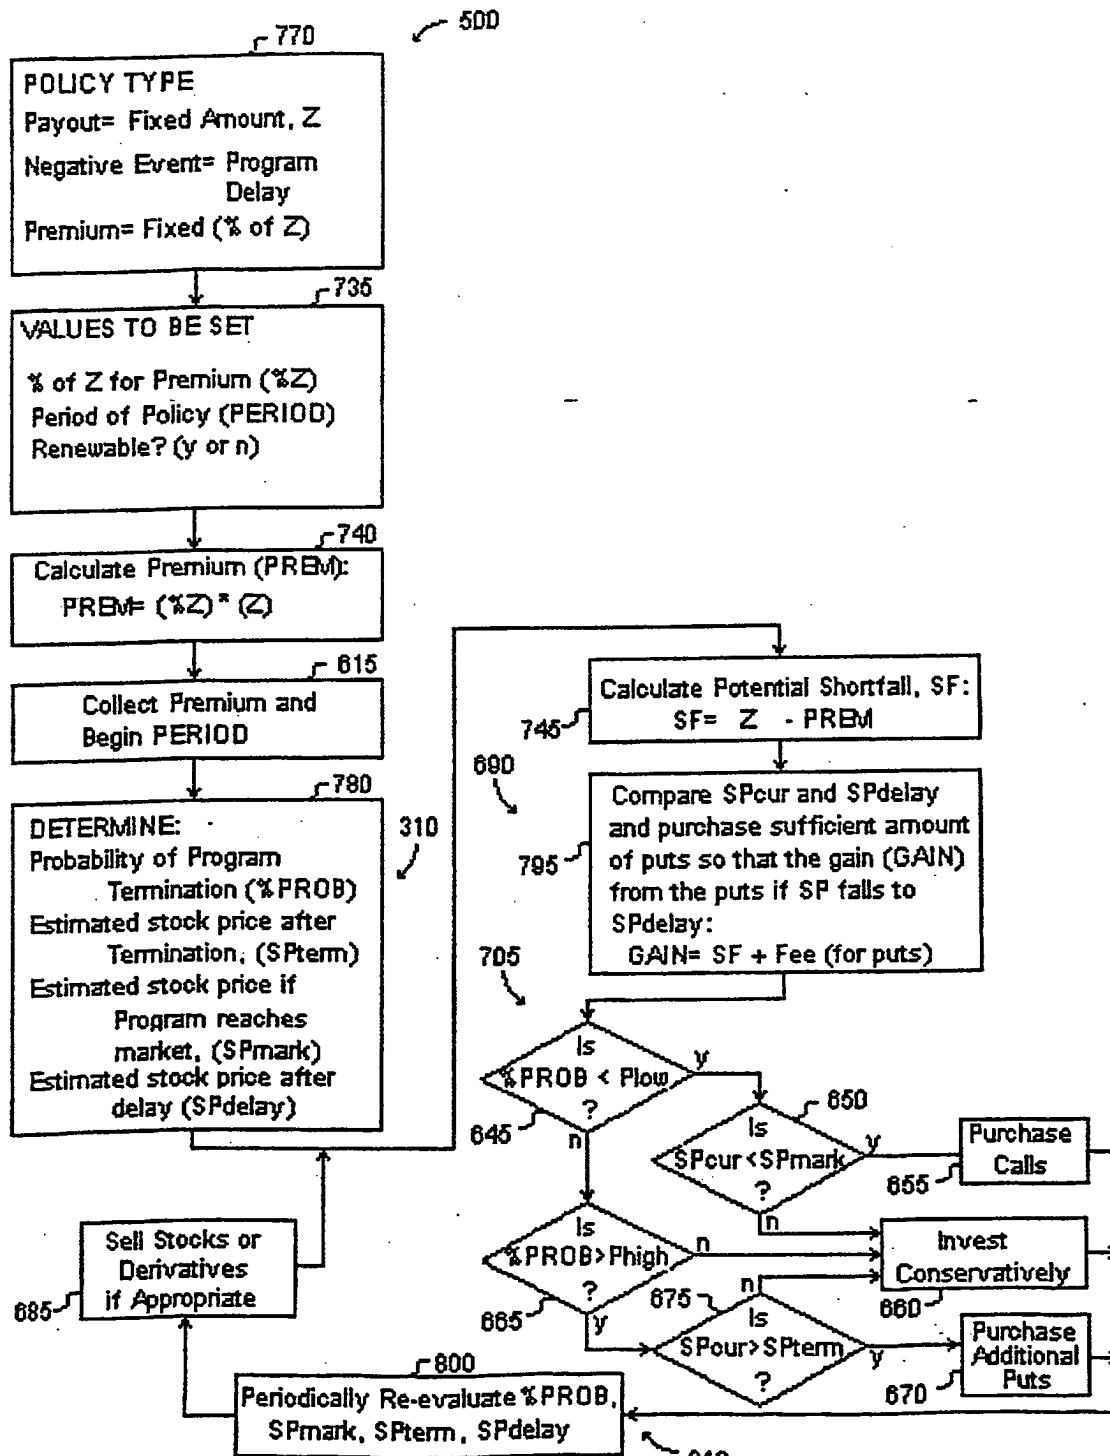 500
770
POLICY TYPE
Payout= Fixed Amount, Z
Negative Event= Program
Delay
Premium= Fixed (% of Z)
735
VALUES TO BE SET
% of Z for Premium (%Z)
Period of Policy (PERIOD)
Renewable? (y or n)
740
Calculate Premium (PREM):
PREM= (%Z) * (Z)
615
Collect Premium and
Begin PERIOD
780
DETERMINE:
Probability of Program
Termination (%PROB)
Estimated stock price after
Termination, (SPterm)
Estimated stock price if
Program reaches
market, (SPmark)
Estimated stock price after
delay (SPdelay)
310
Calculate Potential Shortfall, SF:
SF= Z - PREM
745
690
Compare SPcur and SPdelay
and purchase sufficient amount
of puts so that the gain (GAIN)
from the puts if SP falls to
SPdelay:
GAIN= SF + Fee (for puts)
795
705
Is
%PROB < Plow
?
y
n
645
650
Is
SPcur<SPmark
?
y
n
Purchase
Calls
655
Is
%PROB>Phigh
?
n
y
665
Invest
Conservatively
660
675
n
Is
SPcur>SPterm
?
y
Purchase
Additional
Puts
670
Sell Stocks or
Derivatives
if Appropriate
685
800
Periodically Re-evaluate %PROB,
SPmark, SPterm, SPdelay